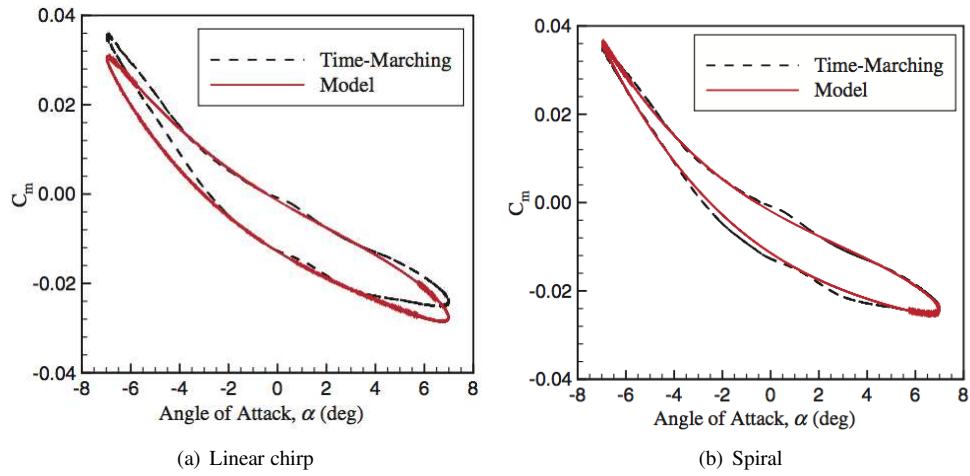 0.04
0.02
0.00
-0.02
-0.04
C_m
Time-Marching
Model
-8 -6 -4 -2 0 2 4 6 8
Angle of Attack, α (deg)
(a) Linear chirp
0.04
0.02
0.00
-0.02
-0.04
C_m
Time-Marching
Model
-8 -6 -4 -2 0 2 4 6 8
Angle of Attack, α (deg)
(b) Spiral